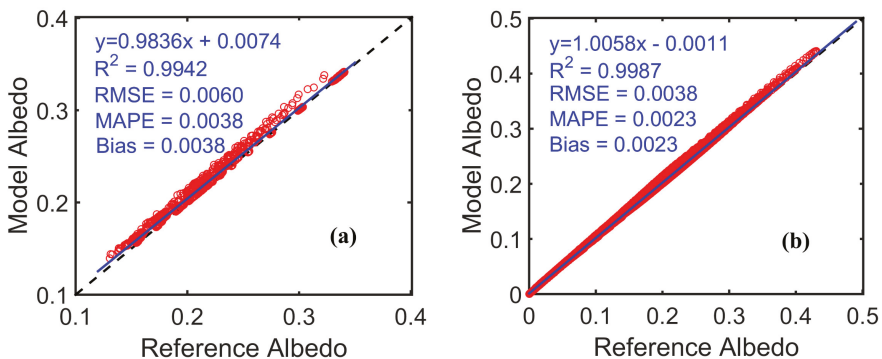 0.4
0.3
0.2
0.1
Model Albedo
y=0.9836x + 0.0074
R² = 0.9942
RMSE = 0.0060
MAPE = 0.0038
Bias = 0.0038
(a)
0.1
0.2
0.3
0.4
Reference Albedo
0.5
0.4
0.3
0.2
0.1
0
Model Albedo
y=1.0058x - 0.0011
R² = 0.9987
RMSE = 0.0038
MAPE = 0.0023
Bias = 0.0023
(b)
0
0.1
0.2
0.3
0.4
0.5
Reference Albedo